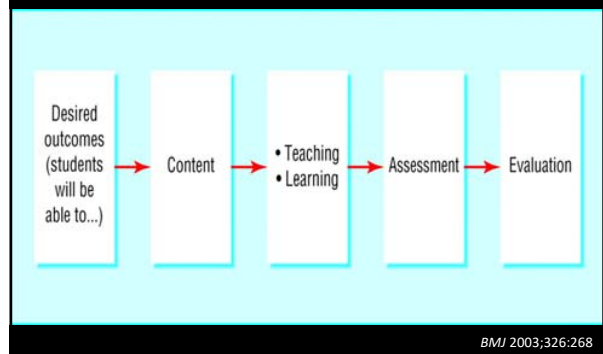 Desired
outcomes
(students
will be
able to...)
Content
• Teaching
• Learning
Assessment
Evaluation
BMJ 2003;326:268